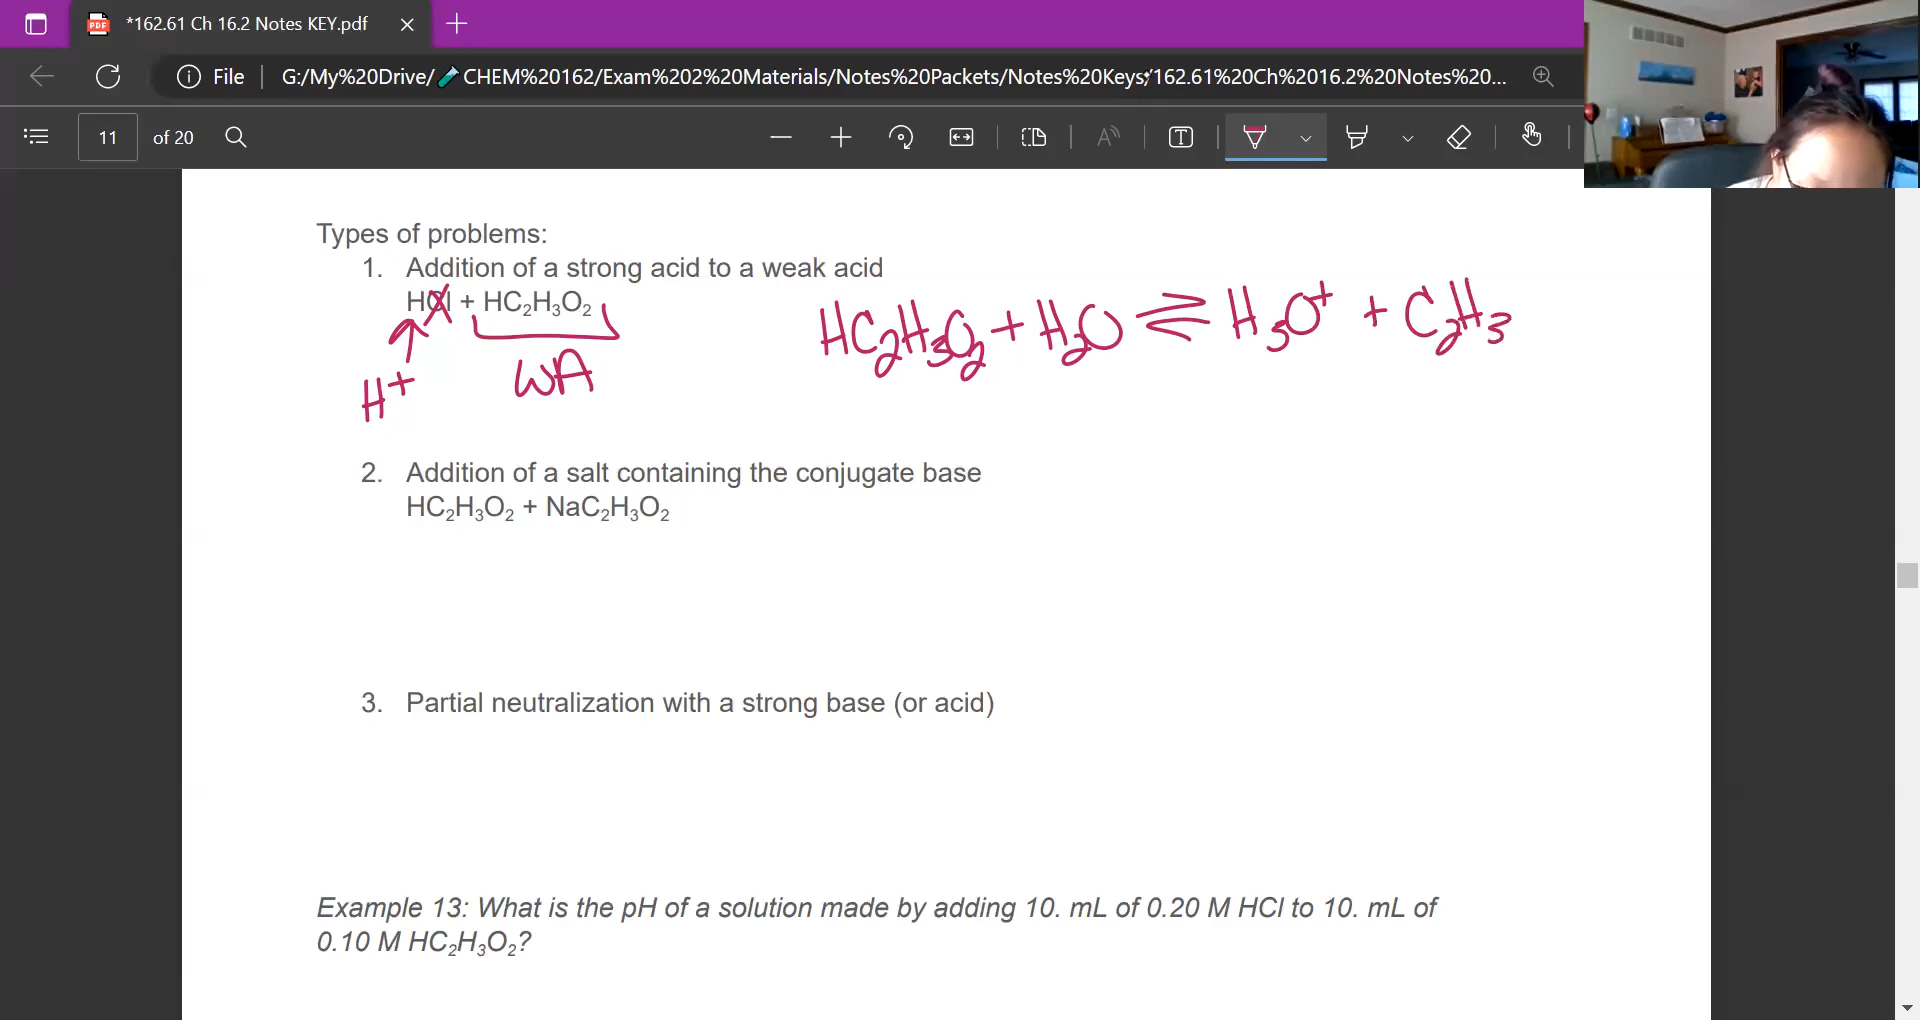 *162.61 Ch 16.2 Notes KEY.pdf
File
G:/My%20Drive/🧪CHEM%20162/Exam%202%20Materials/Notes%20Packets/Notes%20Keys/162.61%20Ch%2016.2%20Notes%20...
11 of 20
Types of problems:
1. Addition of a strong acid to a weak acid
HCl + HC₂H₃O₂
HC₂H₃O₂ + H₂O ⇌ H₃O⁺ + C₂H₃
H⁺
WA
2. Addition of a salt containing the conjugate base
HC₂H₃O₂ + NaC₂H₃O₂
3. Partial neutralization with a strong base (or acid)
Example 13: What is the pH of a solution made by adding 10. mL of 0.20 M HCl to 10. mL of
0.10 M HC₂H₃O₂?